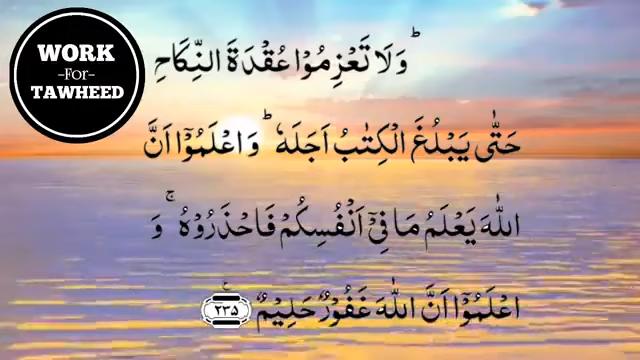 WORK
-For-
TAWHEED
ؕ وَلَا تَعۡزِمُوۡا عُقۡدَةَ النِّكَاحِ
حَتّٰى يَبۡلُغَ الۡكِتٰبُ اَجَلَهٗ ؕ وَاعۡلَمُوۡٓا اَنَّ
اللّٰهَ يَعۡلَمُ مَا فِىۡٓ اَنۡفُسِكُمۡ فَاحۡذَرُوۡهُ ۚ وَ
اعۡلَمُوۡٓا اَنَّ اللّٰهَ غَفُوۡرٌ حَلِيۡمٌ ۲۳۵